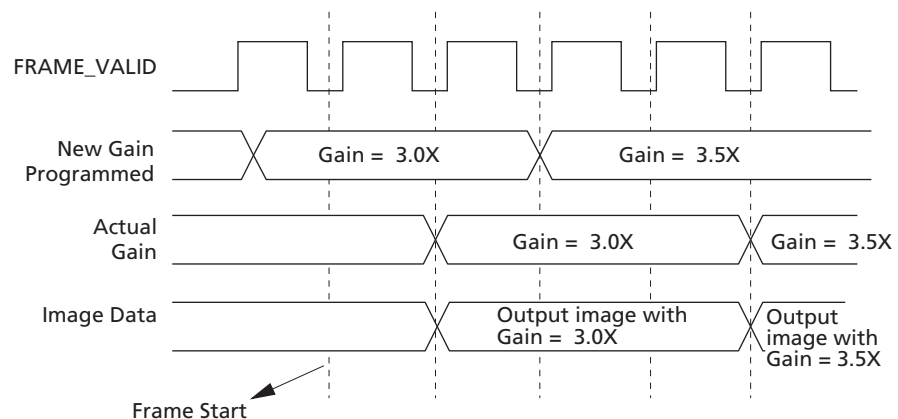 FRAME_VALID
New Gain
Programmed
Gain = 3.0X
Gain = 3.5X
Actual
Gain
Gain = 3.0X
Gain = 3.5X
Image Data
Output image with
Gain = 3.0X
Output
image with
Gain = 3.5X
Frame Start